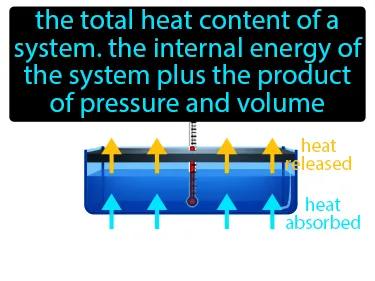 the total heat content of a
system. the internal energy of
the system plus the product
of pressure and volume
heat
released
heat
absorbed